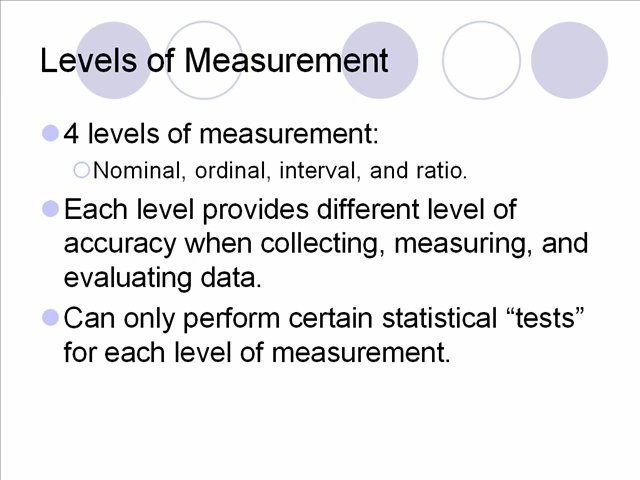 Levels of Measurement
4 levels of measurement:
Nominal, ordinal, interval, and ratio.
Each level provides different level of
accuracy when collecting, measuring, and
evaluating data.
Can only perform certain statistical “tests”
for each level of measurement.